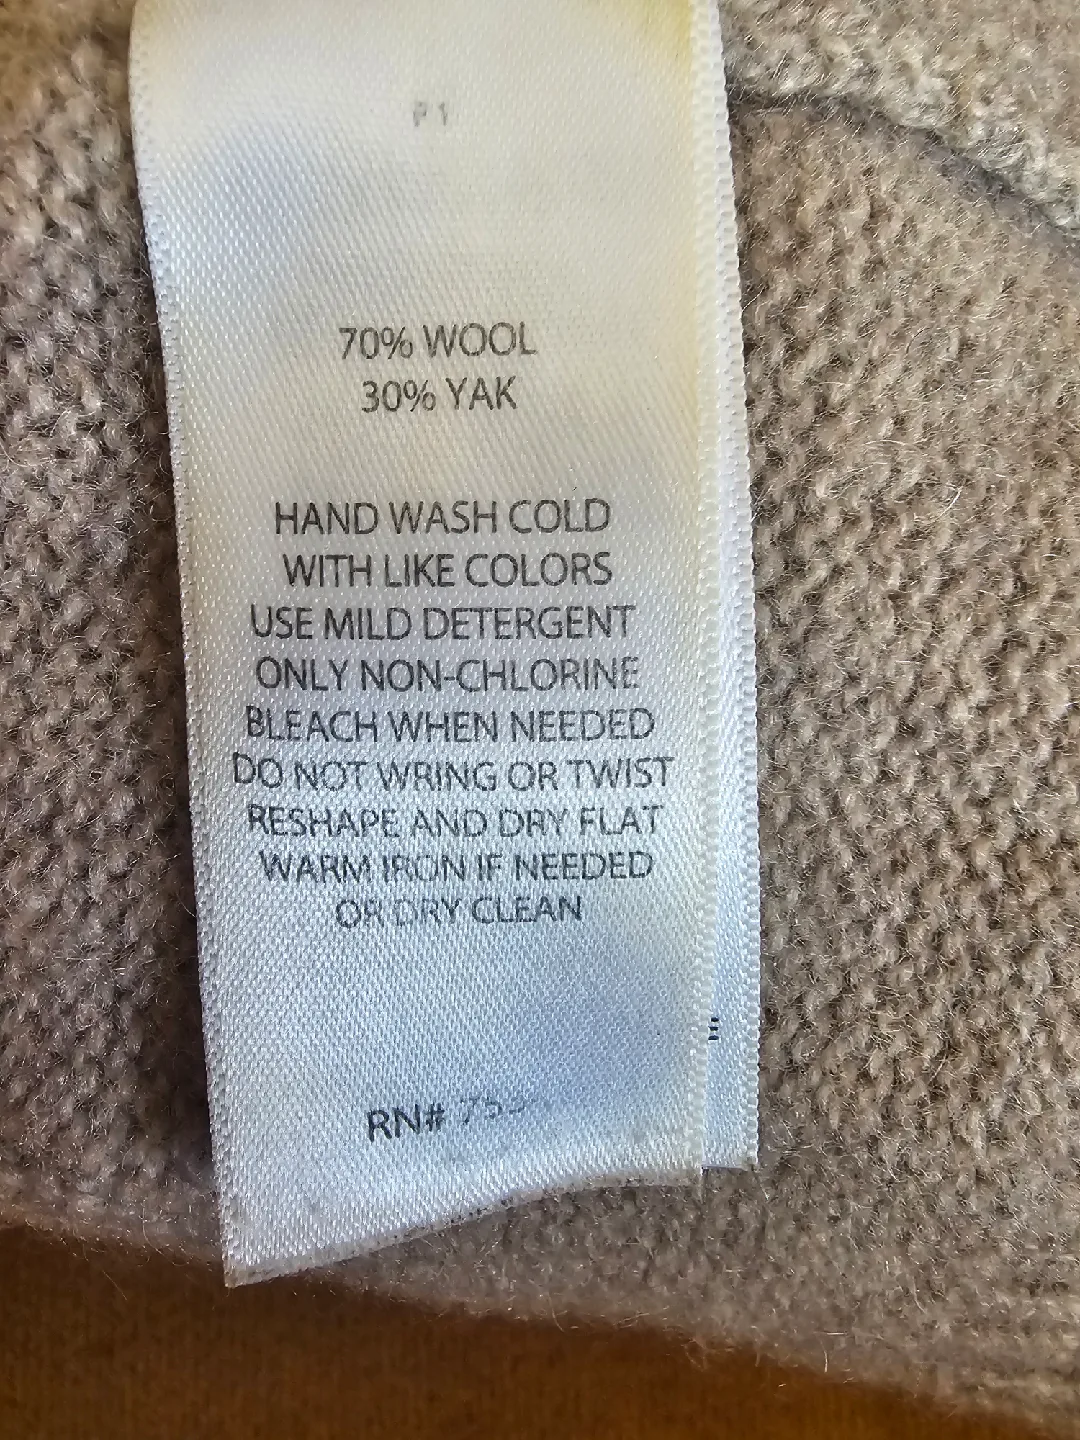 P1
70% WOOL
30% YAK
HAND WASH COLD
WITH LIKE COLORS
USE MILD DETERGENT
ONLY NON-CHLORINE
BLEACH WHEN NEEDED
DO NOT WRING OR TWIST
RESHAPE AND DRY FLAT
WARM IRON IF NEEDED
OR DRY CLEAN
RN#